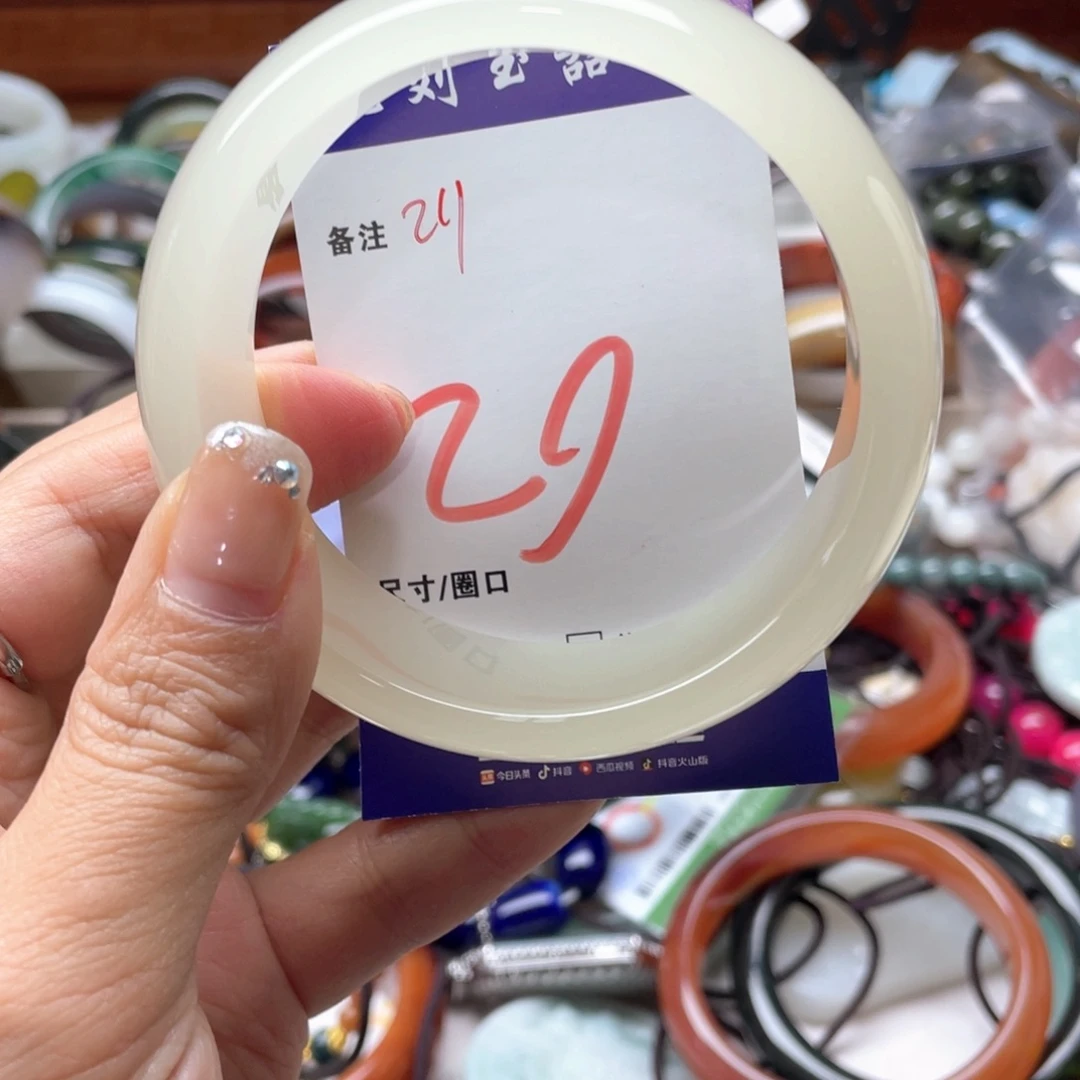 刘玉器
备注 24
29
尺寸/圈口
今日头条 抖音 西瓜视频 抖音火山版